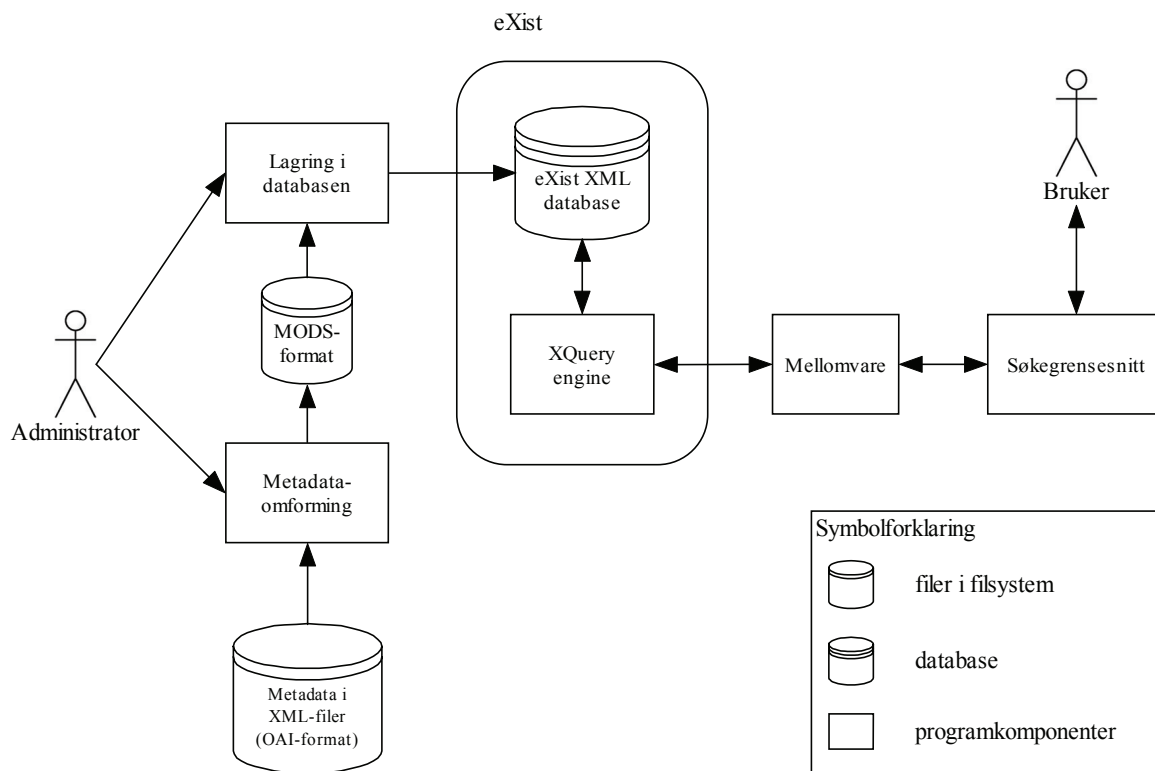 eXist
Lagring i
databasen
eXist XML
database
Bruker
MODS-
format
XQuery
engine
Mellomvare
Søkegrensesnitt
Administrator
Metadata-
omforming
Metadata i
XML-filer
(OAI-format)
Symbolforklaring
filer i filsystem
database
programkomponenter